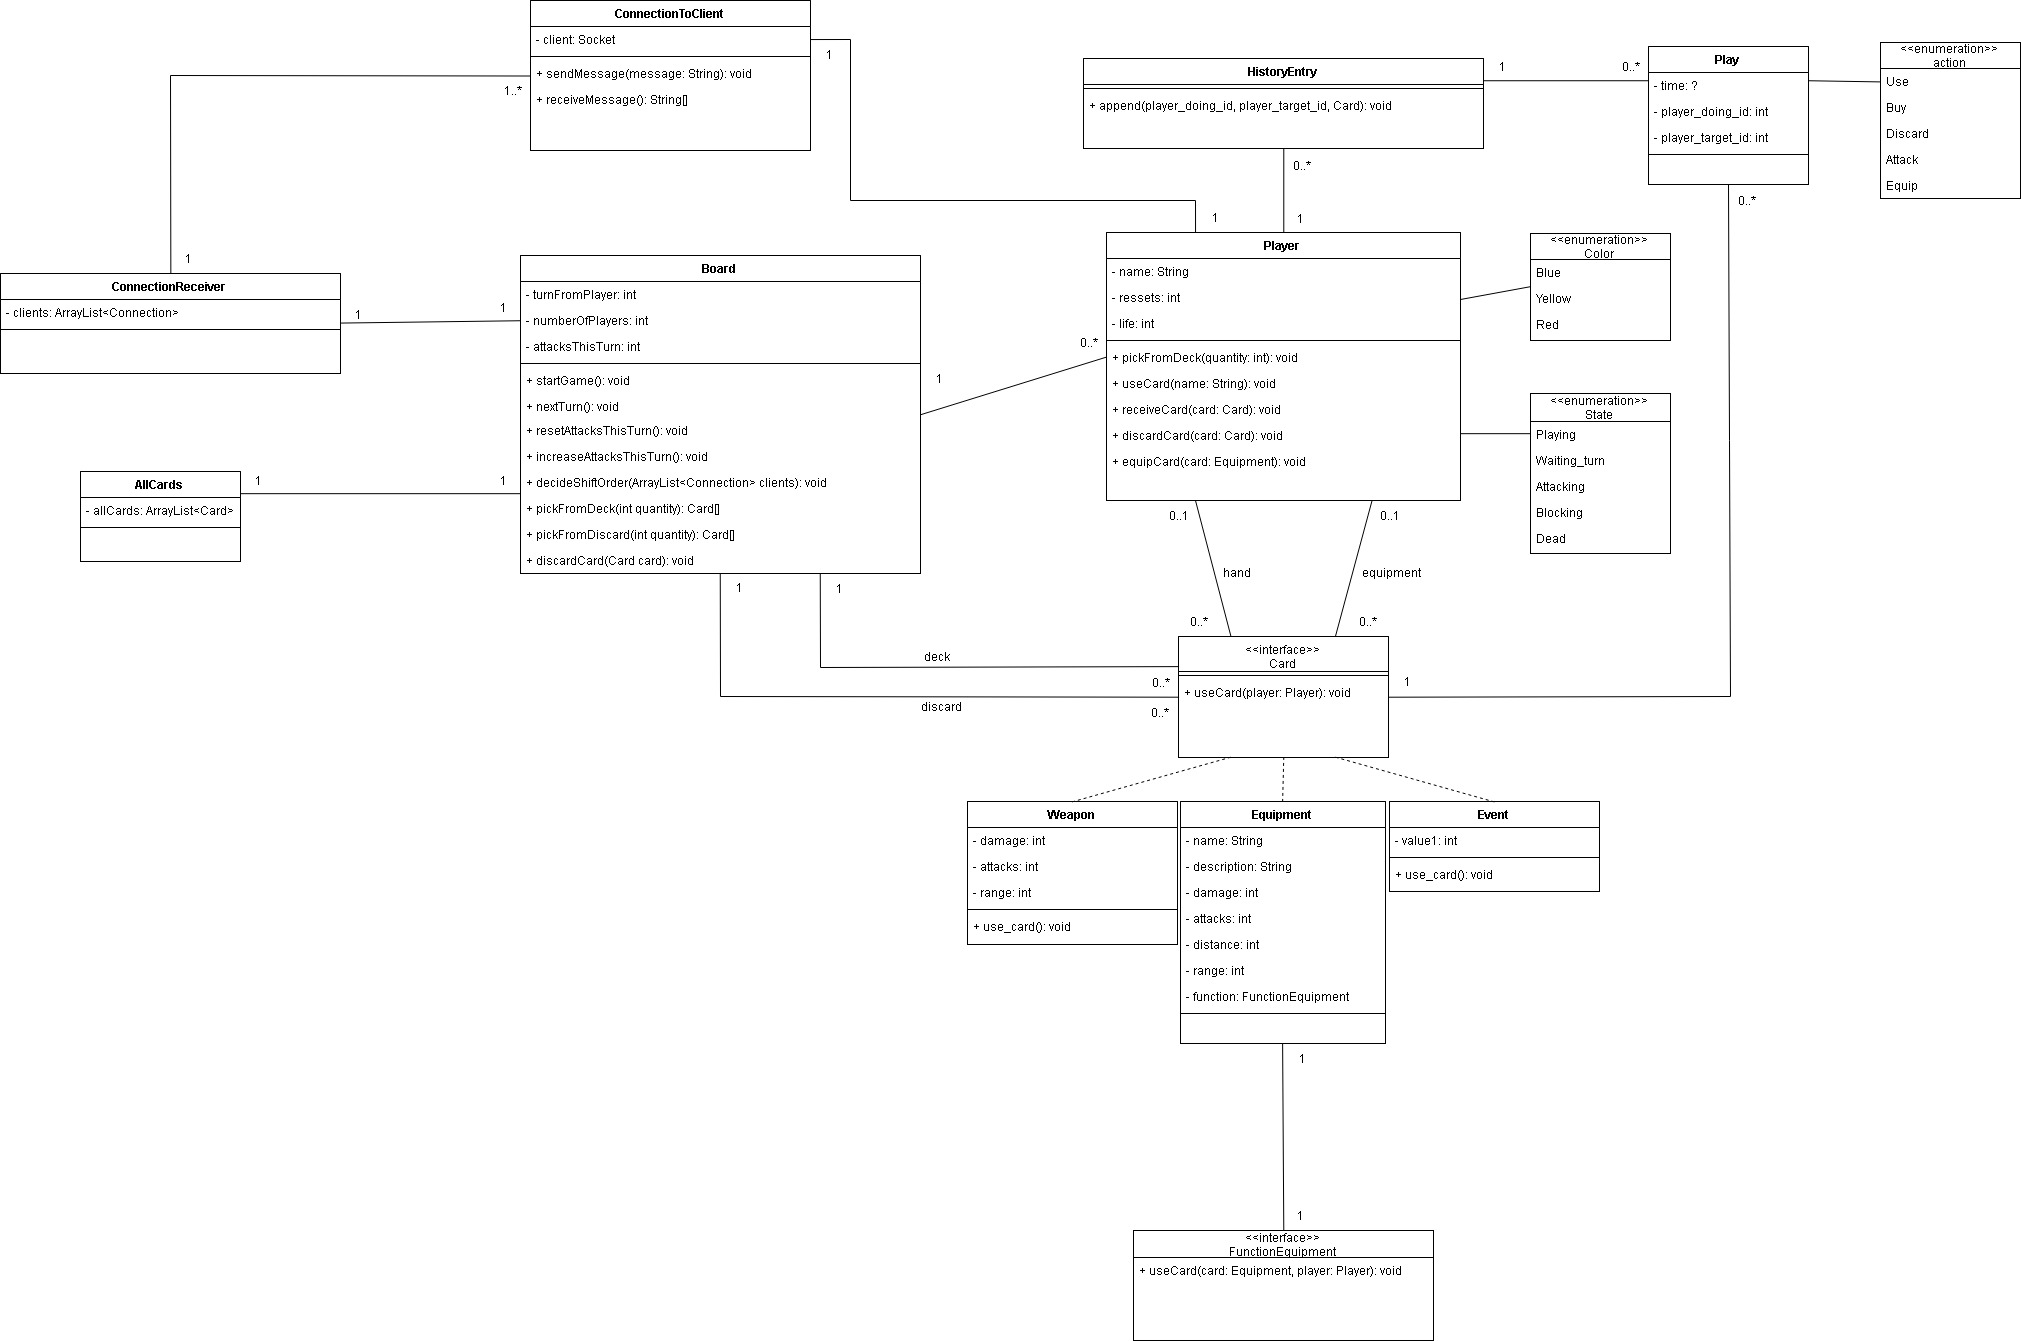 ConnectionToClient
- client: Socket
+ sendMessage(message: String): void
+ receiveMessage(): String[]
1
1..*
1
1
HistoryEntry
+ append(player_doing_id, player_target_id, Card): void
1
0..*
0..*
1
Play
- time: ?
- player_doing_id: int
- player_target_id: int
0..*
<<enumeration>>
action
Use
Buy
Discard
Attack
Equip
ConnectionReceiver
- clients: ArrayList<Connection>
1
1
Board
- turnFromPlayer: int
- numberOfPlayers: int
- attacksThisTurn: int
+ startGame(): void
+ nextTurn(): void
+ resetAttacksThisTurn(): void
+ increaseAttacksThisTurn(): void
+ decideShiftOrder(ArrayList<Connection> clients): void
+ pickFromDeck(int quantity): Card[]
+ pickFromDiscard(int quantity): Card[]
+ discardCard(Card card): void
1
0..*
Player
- name: String
- ressets: int
- life: int
+ pickFromDeck(quantity: int): void
+ useCard(name: String): void
+ receiveCard(card: Card): void
+ discardCard(card: Card): void
+ equipCard(card: Equipment): void
<<enumeration>>
Color
Blue
Yellow
Red
<<enumeration>>
State
Playing
Waiting_turn
Attacking
Blocking
Dead
AllCards
- allCards: ArrayList<Card>
1
1
0..1
0..1
hand
equipment
0..*
0..*
1
1
deck
discard
0..*
0..*
<<interface>>
Card
+ useCard(player: Player): void
1
Weapon
- damage: int
- attacks: int
- range: int
+ use_card(): void
Equipment
- name: String
- description: String
- damage: int
- attacks: int
- distance: int
- range: int
- function: FunctionEquipment
Event
- value1: int
+ use_card(): void
1
1
<<interface>>
FunctionEquipment
+ useCard(card: Equipment, player: Player): void